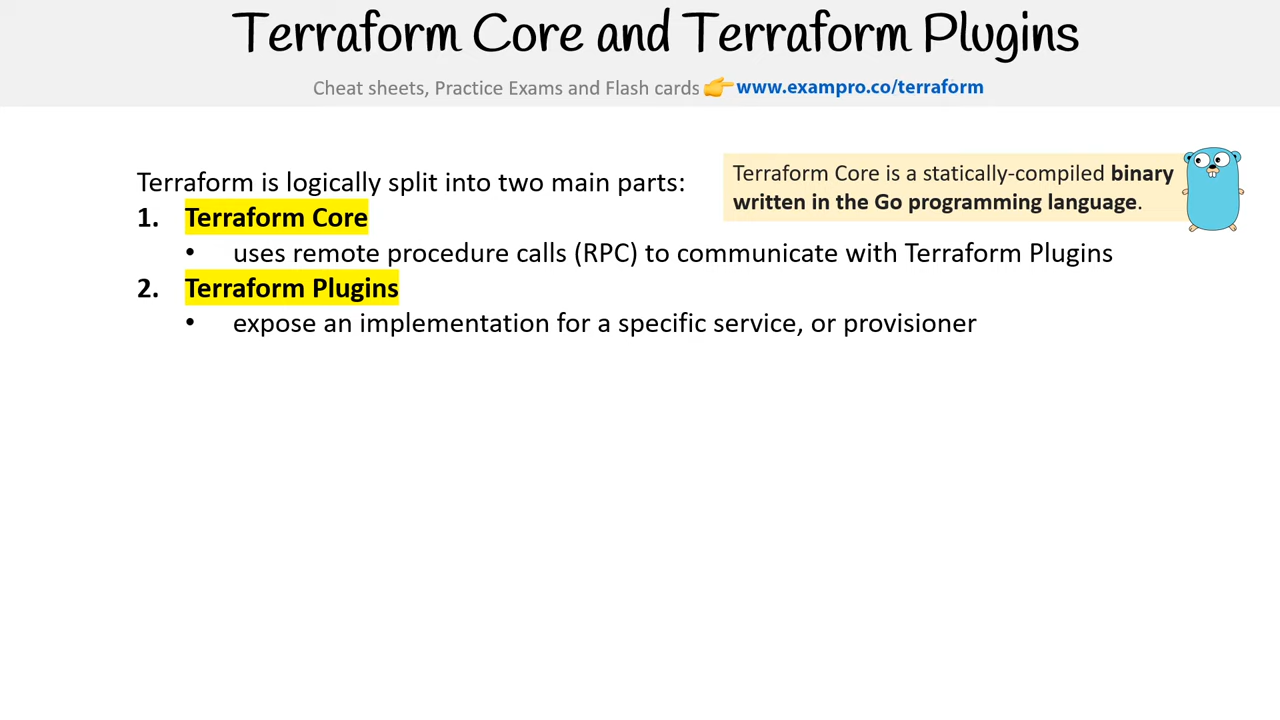 Terraform Core and Terraform Plugins
Cheat sheets, Practice Exams and Flash cards 👉 www.exampro.co/terraform
Terraform is logically split into two main parts:
1. Terraform Core
• uses remote procedure calls (RPC) to communicate with Terraform Plugins
2. Terraform Plugins
• expose an implementation for a specific service, or provisioner
Terraform Core is a statically-compiled binary
written in the Go programming language.